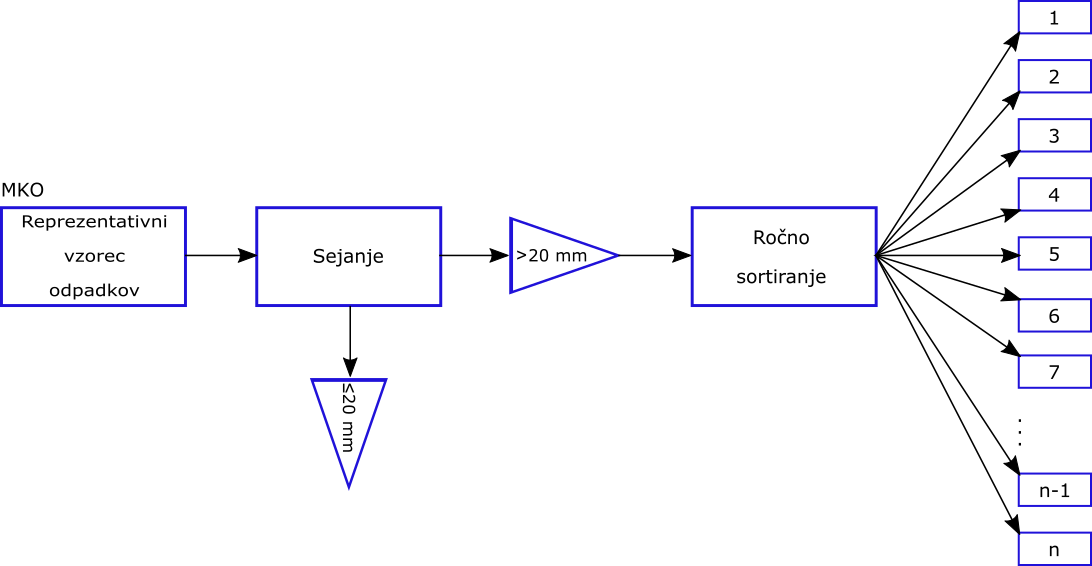 MKO
Reprezentativni
vzorec
odpadkov
Sejanje
≤20 mm
>20 mm
Ročno
sortiranje
1
2
3
4
5
6
7
...
n-1
n